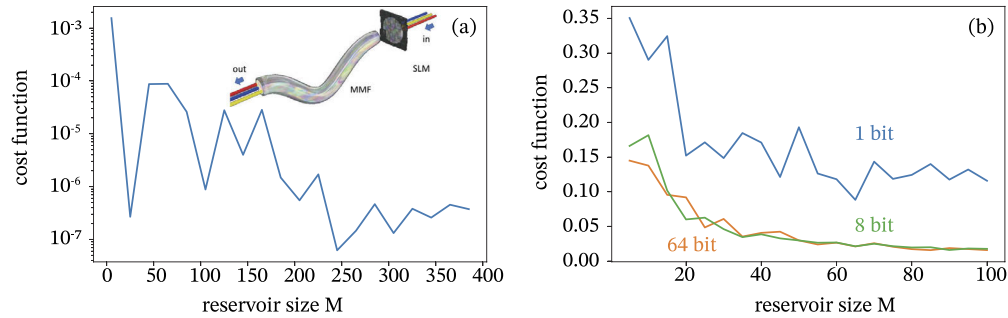 (a)
cost function
10⁻³
10⁻⁴
10⁻⁵
10⁻⁶
10⁻⁷
in
SLM
out
MMF
0 50 100 150 200 250 300 350 400
reservoir size M
(b)
cost function
0.35
0.30
0.25
0.20
0.15
0.10
0.05
0.00
1 bit
8 bit
64 bit
20 40 60 80 100
reservoir size M